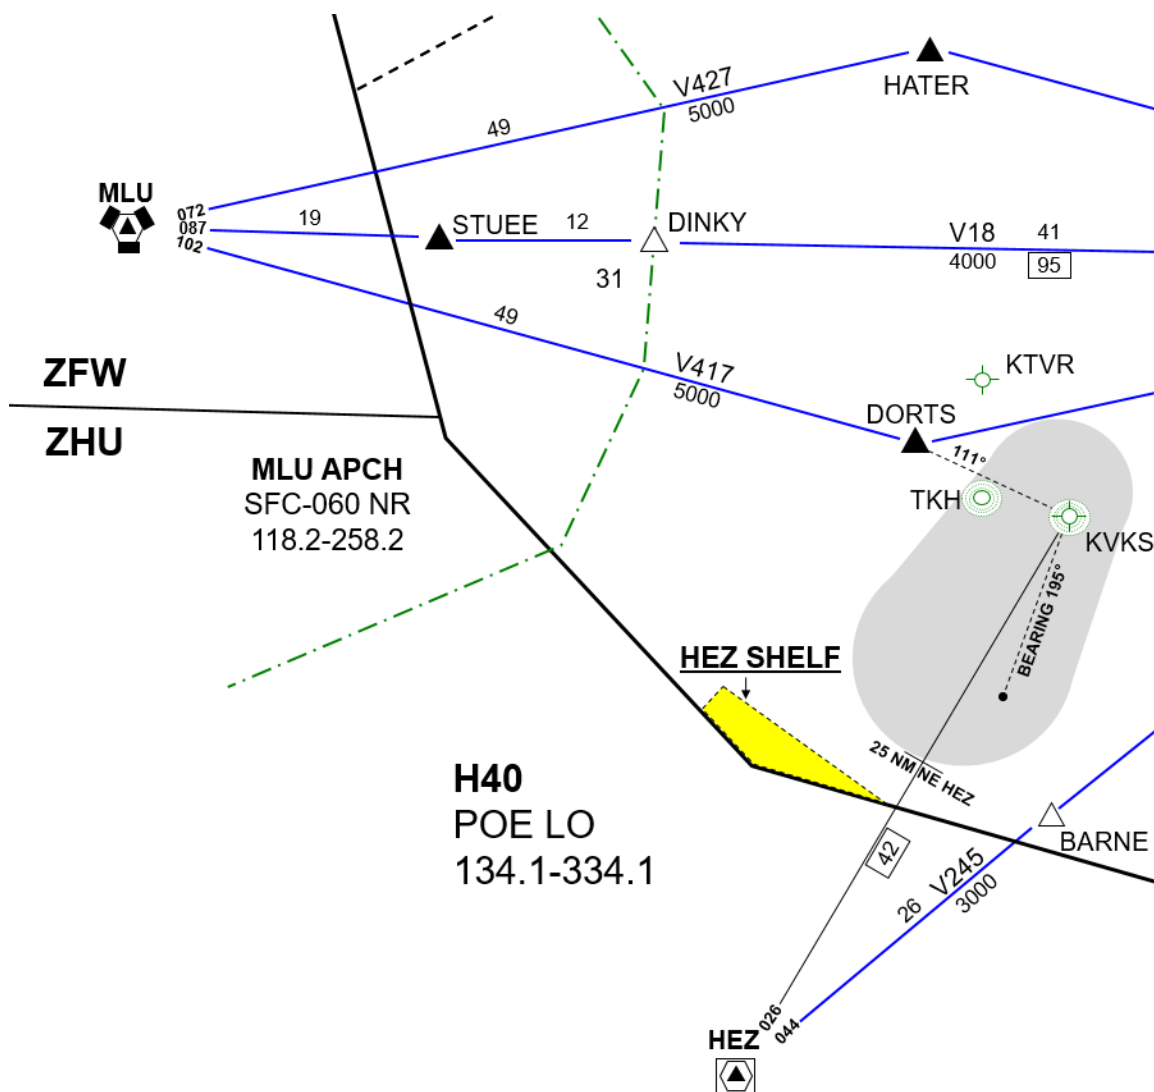 HATER
V427
5000
49
MLU
072
087
102
19
STUEE
12
DINKY
V18
4000
41
95
31
49
V417
5000
KTVR
DORTS
111°
TKH
KVKS
ZFW
ZHU
MLU APCH
SFC-060 NR
118.2-258.2
BEARING 195°
HEZ SHELF
25 NM NE HEZ
H40
POE LO
134.1-334.1
42
BARNE
V245
3000
26
026
044
HEZ